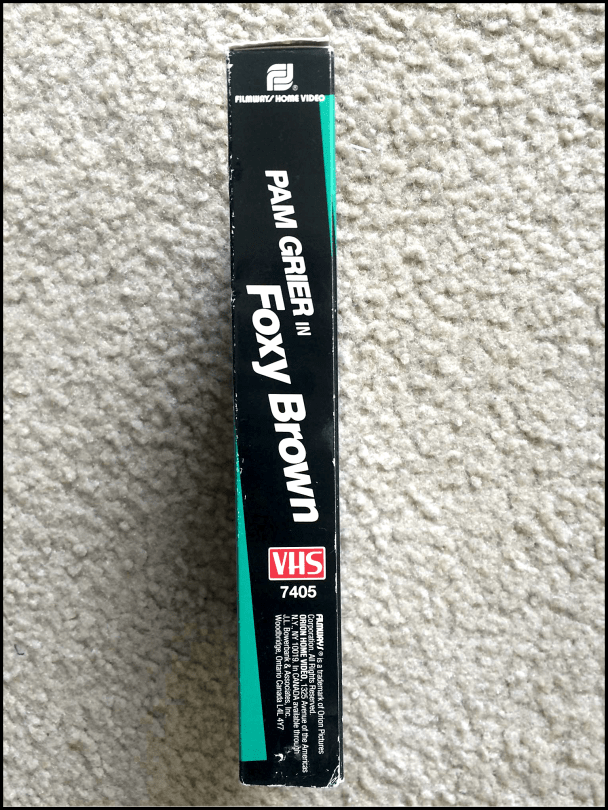 ®
FILMWAYS HOME VIDEO
PAM GRIER IN
Foxy Brown
VHS
7405
FILMWAYS® is a trademark of Orion Pictures
Corporation. All Rights Reserved.
ORION HOME VIDEO, 1325 Avenue of the Americas
N.Y., NY 10019. In CANADA available through
J.L. Bowerbank & Associates, Inc.
Woodbridge, Ontario Canada L4L 4Y7